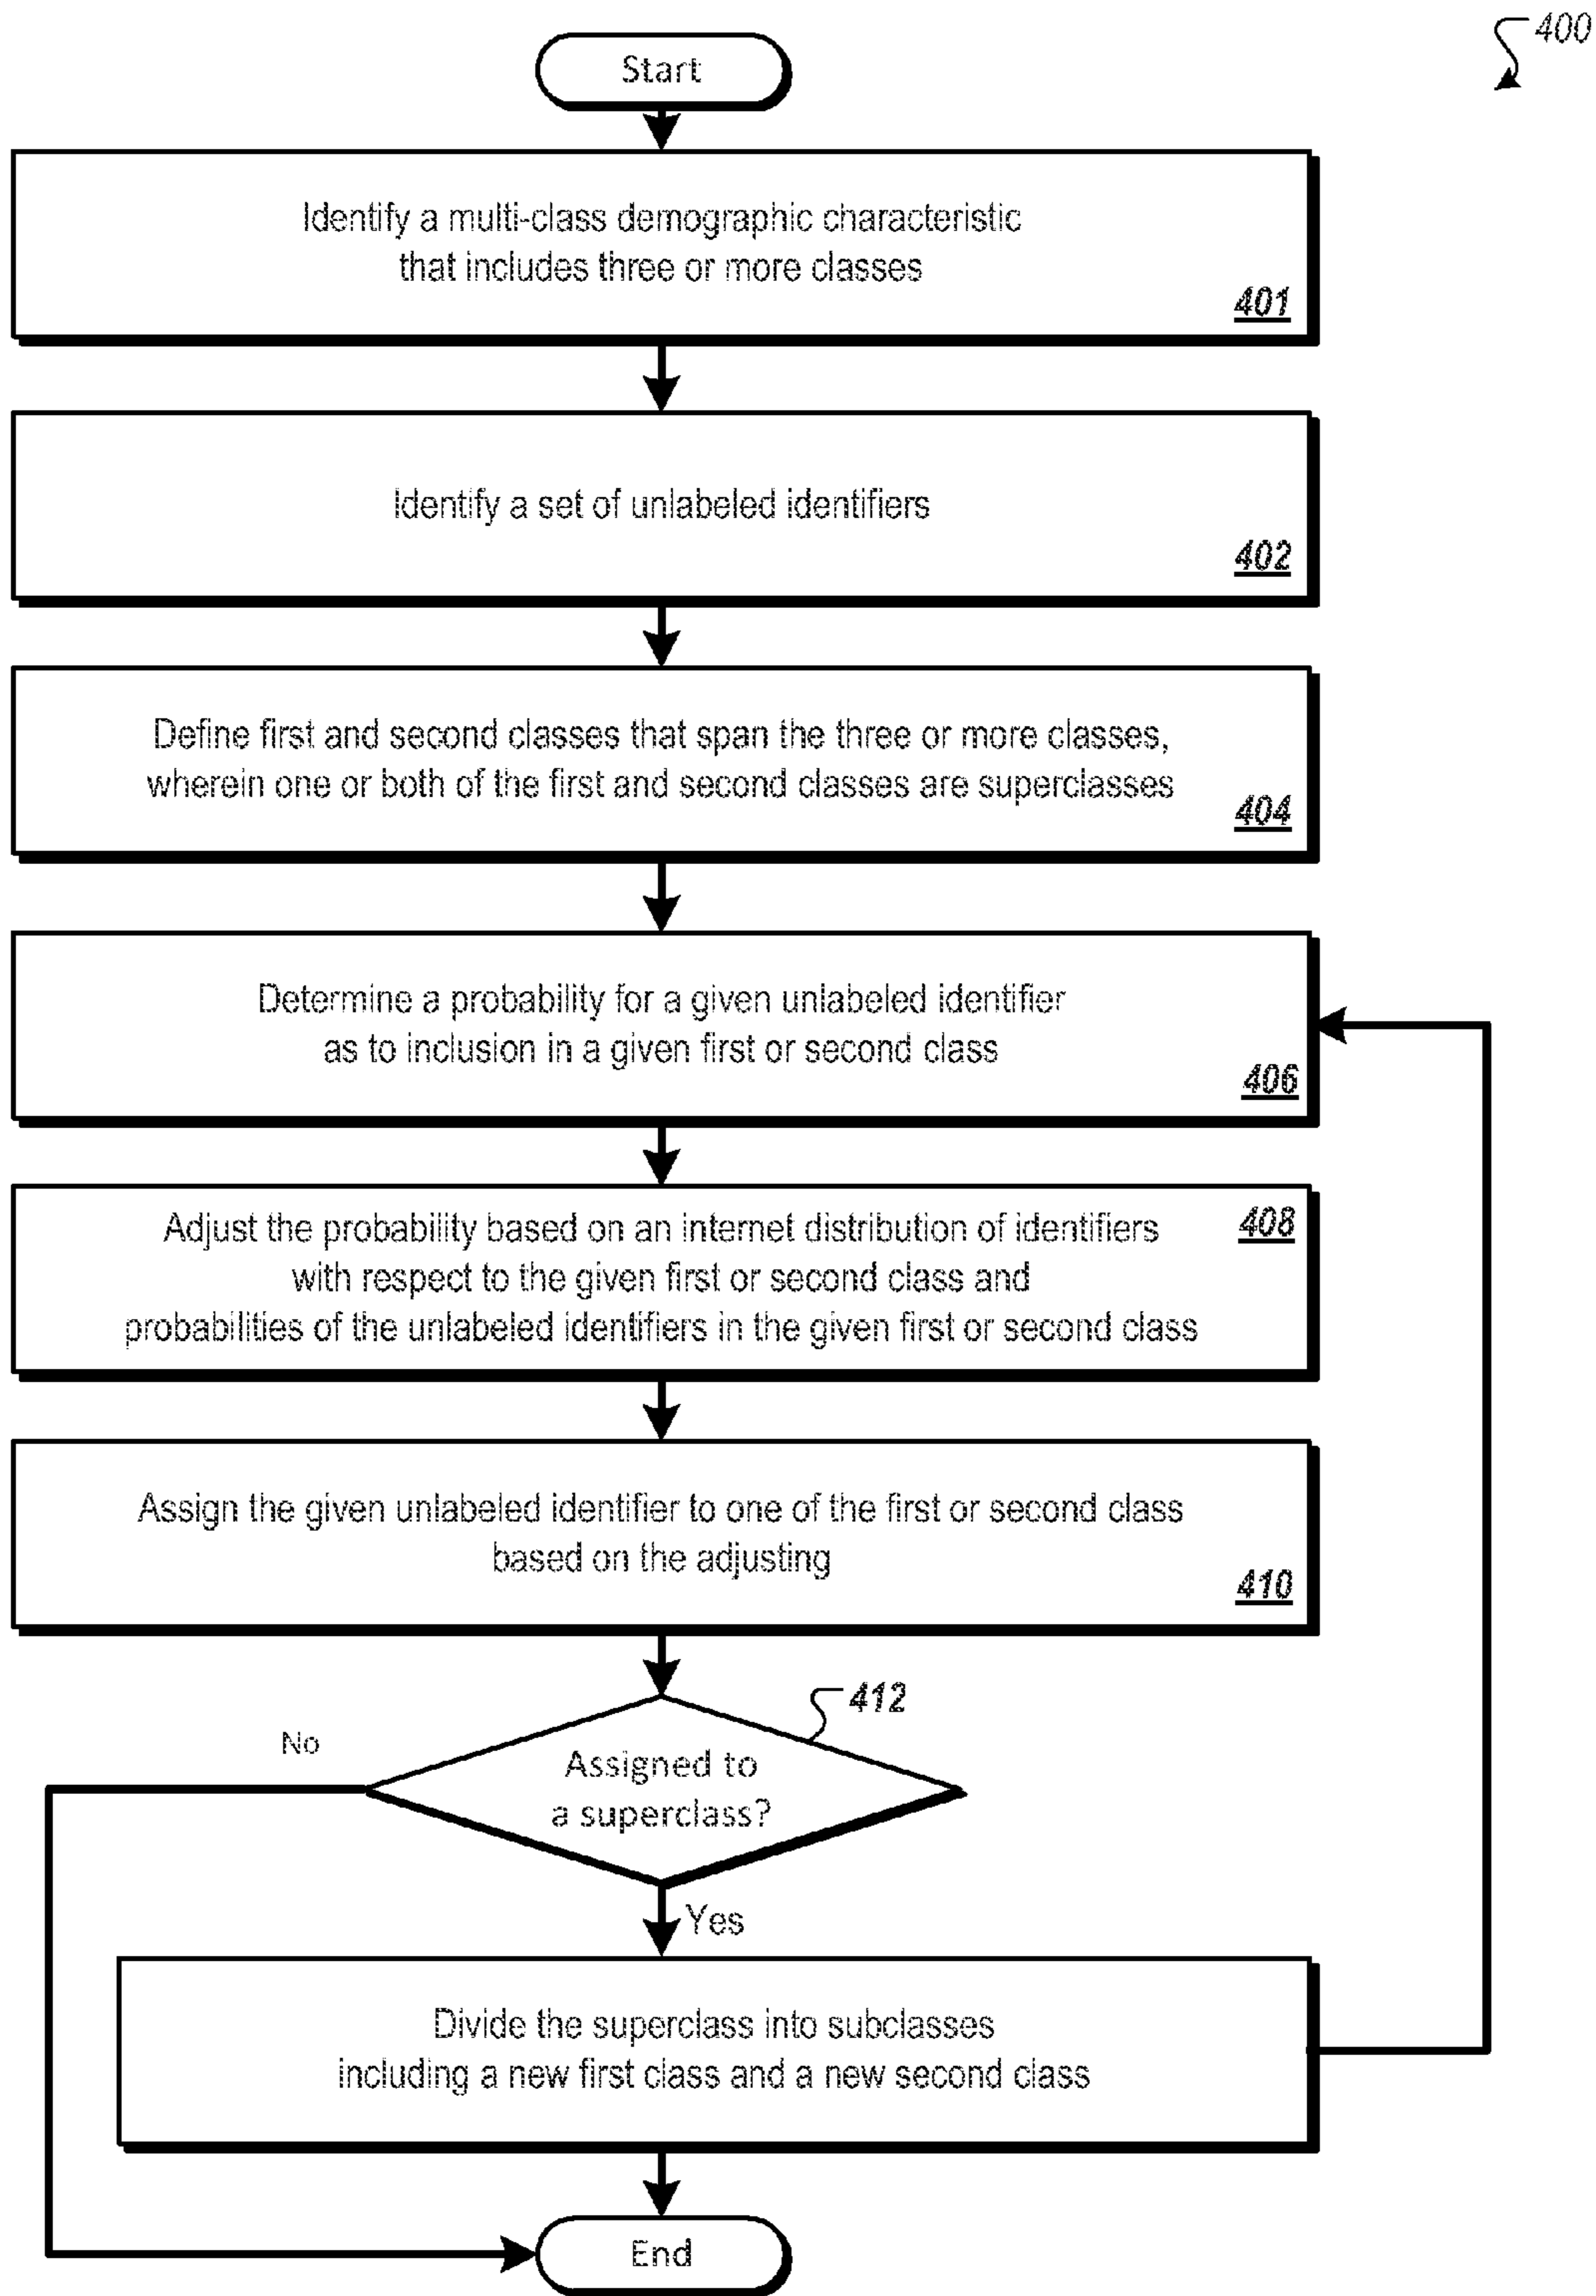 400
Start
Identify a multi-class demographic characteristic
that includes three or more classes
401
Identify a set of unlabeled identifiers
402
Define first and second classes that span the three or more classes,
wherein one or both of the first and second classes are superclasses
404
Determine a probability for a given unlabeled identifier
as to inclusion in a given first or second class
406
Adjust the probability based on an internet distribution of identifiers
408
with respect to the given first or second class and
probabilities of the unlabeled identifiers in the given first or second class
Assign the given unlabeled identifier to one of the first or second class
based on the adjusting
410
412
No
Assigned to
a superclass?
Yes
Divide the superclass into subclasses
including a new first class and a new second class
End